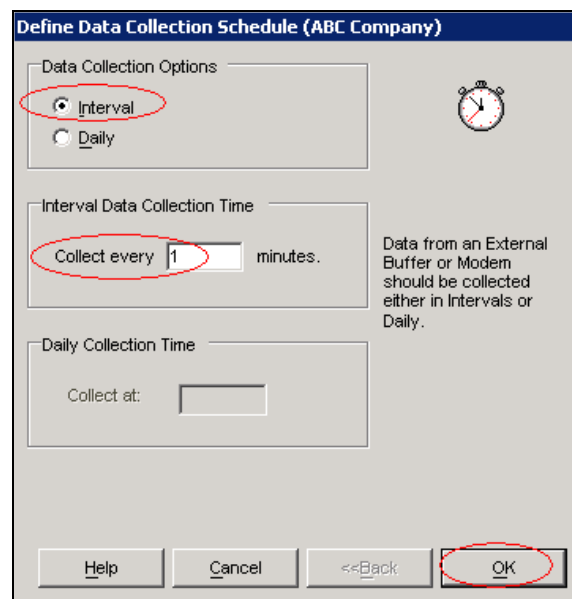 Define Data Collection Schedule (ABC Company)
Data Collection Options
Interval
Daily
Interval Data Collection Time
Collect every 1 minutes.
Data from an External
Buffer or Modem
should be collected
either in Intervals or
Daily.
Daily Collection Time
Collect at:
Help Cancel <<Back OK